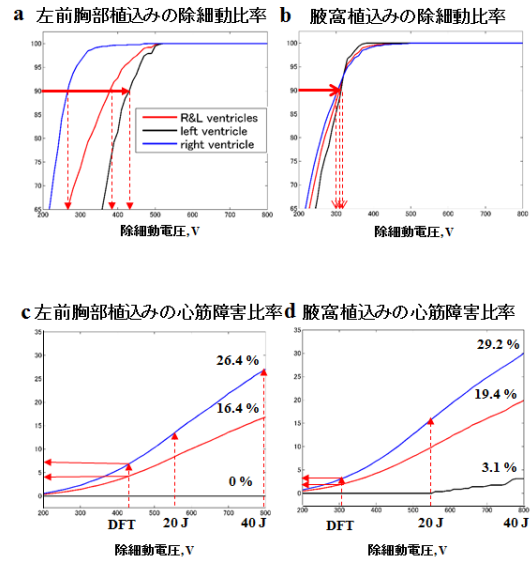 a 左前胸部植込みの除細動比率
100
95
90
85
80
75
70
65
200 300 400 500 600 700 800
R&L ventricles
left ventricle
right ventricle
除細動電圧, V
b 腋窩植込みの除細動比率
100
95
90
85
80
75
70
65
200 300 400 500 600 700 800
除細動電圧, V
c 左前胸部植込みの心筋障害比率
35
30
25
20
15
10
5
0
26.4 %
16.4 %
0 %
200 300 400 500 600 700 800
DFT 20 J 40 J
除細動電圧, V
d 腋窩植込みの心筋障害比率
35
30
25
20
15
10
5
0
29.2 %
19.4 %
3.1 %
200 300 400 500 600 700 800
DFT 20 J 40 J
除細動電圧, V